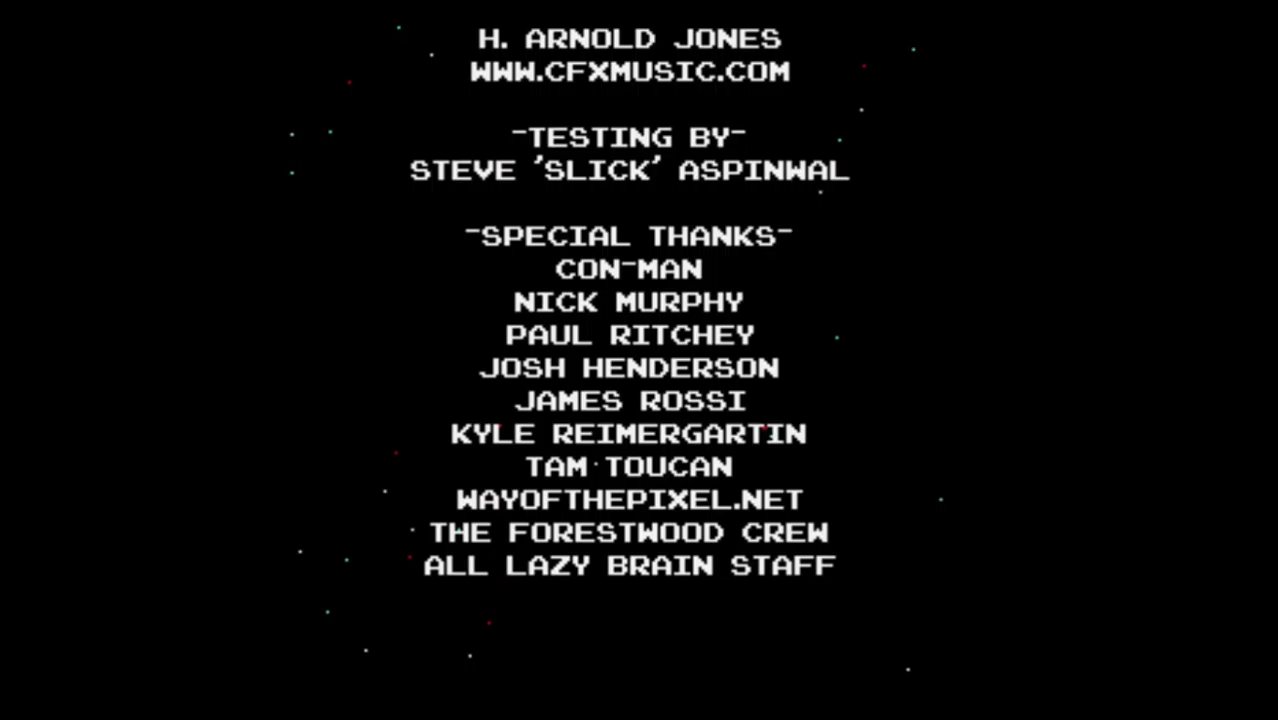 H. ARNOLD JONES
WWW.CFXMUSIC.COM
-TESTING BY-
STEVE 'SLICK' ASPINWAL
-SPECIAL THANKS-
CON-MAN
NICK MURPHY
PAUL RITCHEY
JOSH HENDERSON
JAMES ROSSI
KYLE REIMERGARTIN
TAM TOUCAN
WAYOFTHEPIXEL.NET
THE FORESTWOOD CREW
ALL LAZY BRAIN STAFF